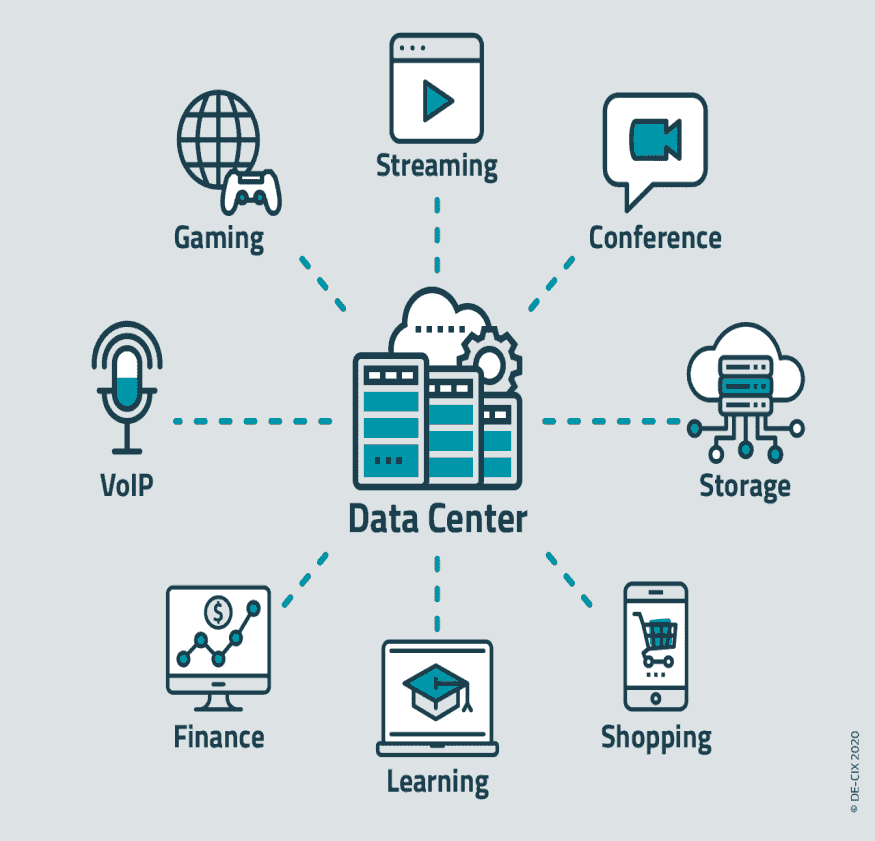 Streaming
Gaming
Conference
VoIP
Storage
Data Center
Finance
Shopping
Learning
© DE-CIX 2020
$